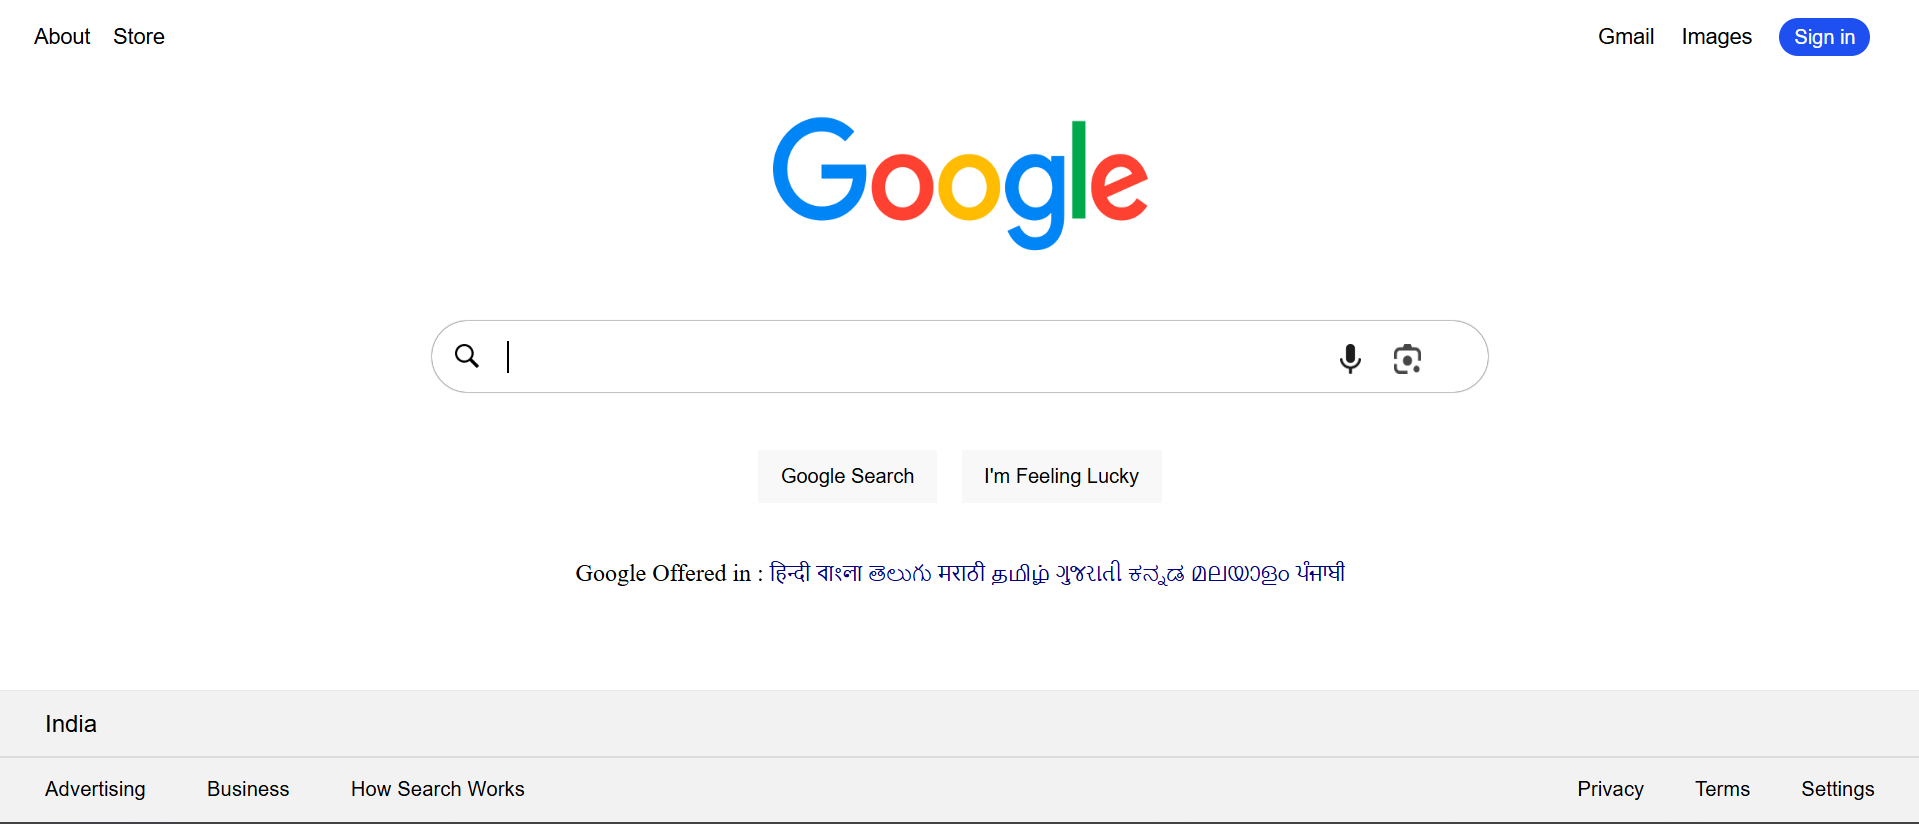 About Store Gmail Images Sign in
Google
Google Search I'm Feeling Lucky
Google Offered in : हिन्दी বাংলা తెలుగు मराठी தமிழ் ગુજરાતી ಕನ್ನಡ മലയാളം ਪੰਜਾਬੀ
India
Advertising Business How Search Works Privacy Terms Settings